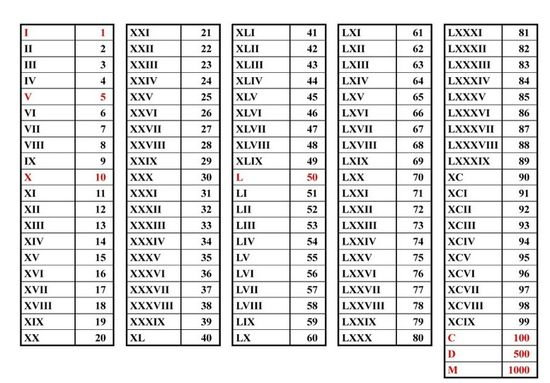 I 1
II 2
III 3
IV 4
V 5
VI 6
VII 7
VIII 8
IX 9
X 10
XI 11
XII 12
XIII 13
XIV 14
XV 15
XVI 16
XVII 17
XVIII 18
XIX 19
XX 20
XXI 21
XXII 22
XXIII 23
XXIV 24
XXV 25
XXVI 26
XXVII 27
XXVIII 28
XXIX 29
XXX 30
XXXI 31
XXXII 32
XXXIII 33
XXXIV 34
XXXV 35
XXXVI 36
XXXVII 37
XXXVIII 38
XXXIX 39
XL 40
XLI 41
XLII 42
XLIII 43
XLIV 44
XLV 45
XLVI 46
XLVII 47
XLVIII 48
XLIX 49
L 50
LI 51
LII 52
LIII 53
LIV 54
LV 55
LVI 56
LVII 57
LVIII 58
LIX 59
LX 60
LXI 61
LXII 62
LXIII 63
LXIV 64
LXV 65
LXVI 66
LXVII 67
LXVIII 68
LXIX 69
LXX 70
LXXI 71
LXXII 72
LXXIII 73
LXXIV 74
LXXV 75
LXXVI 76
LXXVII 77
LXXVIII 78
LXXIX 79
LXXX 80
LXXXI 81
LXXXII 82
LXXXIII 83
LXXXIV 84
LXXXV 85
LXXXVI 86
LXXXVII 87
LXXXVIII 88
LXXXIX 89
XC 90
XCI 91
XCII 92
XCIII 93
XCIV 94
XCV 95
XCVI 96
XCVII 97
XCVIII 98
XCIX 99
C 100
D 500
M 1000